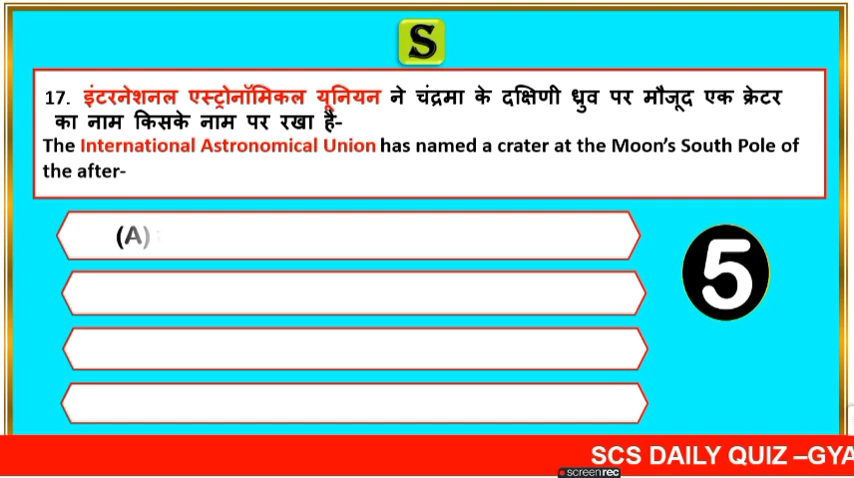 S
17. इंटरनेशनल एस्ट्रोनॉमिकल यूनियन ने चंद्रमा के दक्षिणी ध्रुव पर मौजूद एक क्रेटर
का नाम किसके नाम पर रखा हैं-
The International Astronomical Union has named a crater at the Moon's South Pole of
the after-
(A)
5
SCS DAILY QUIZ –GYA
screenrec